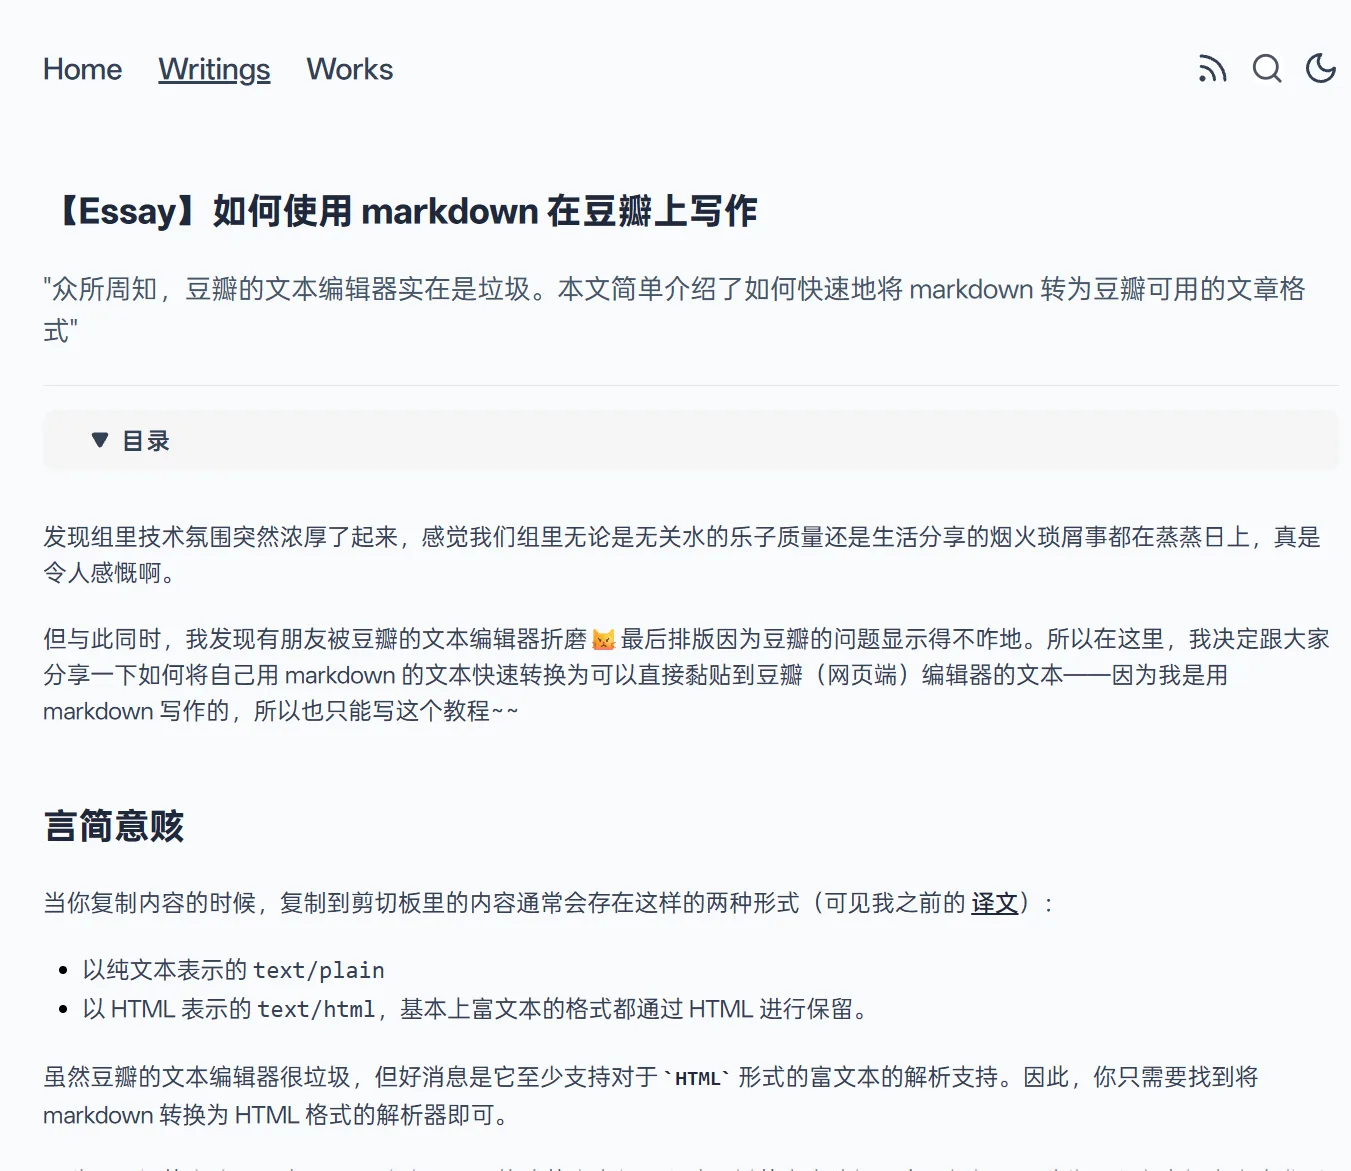 Home Writings Works
【Essay】如何使用 markdown 在豆瓣上写作
"众所周知，豆瓣的文本编辑器实在是垃圾。本文简单介绍了如何快速地将 markdown 转为豆瓣可用的文章格
式"
▼ 目录
发现组里技术氛围突然浓厚了起来，感觉我们组里无论是无关水的乐子质量还是生活分享的烟火琐屑事都在蒸蒸日上，真是
令人感慨啊。
但与此同时，我发现有朋友被豆瓣的文本编辑器折磨😾最后排版因为豆瓣的问题显示得不咋地。所以在这里，我决定跟大家
分享一下如何将自己用 markdown 的文本快速转换为可以直接黏贴到豆瓣（网页端）编辑器的文本——因为我是用
markdown 写作的，所以也只能写这个教程~~
言简意赅
当你复制内容的时候，复制到剪切板里的内容通常会存在这样的两种形式（可见我之前的 译文）：
• 以纯文本表示的 text/plain
• 以 HTML 表示的 text/html，基本上富文本的格式都通过 HTML 进行保留。
虽然豆瓣的文本编辑器很垃圾，但好消息是它至少支持对于 `HTML` 形式的富文本的解析支持。因此，你只需要找到将
markdown 转换为 HTML 格式的解析器即可。